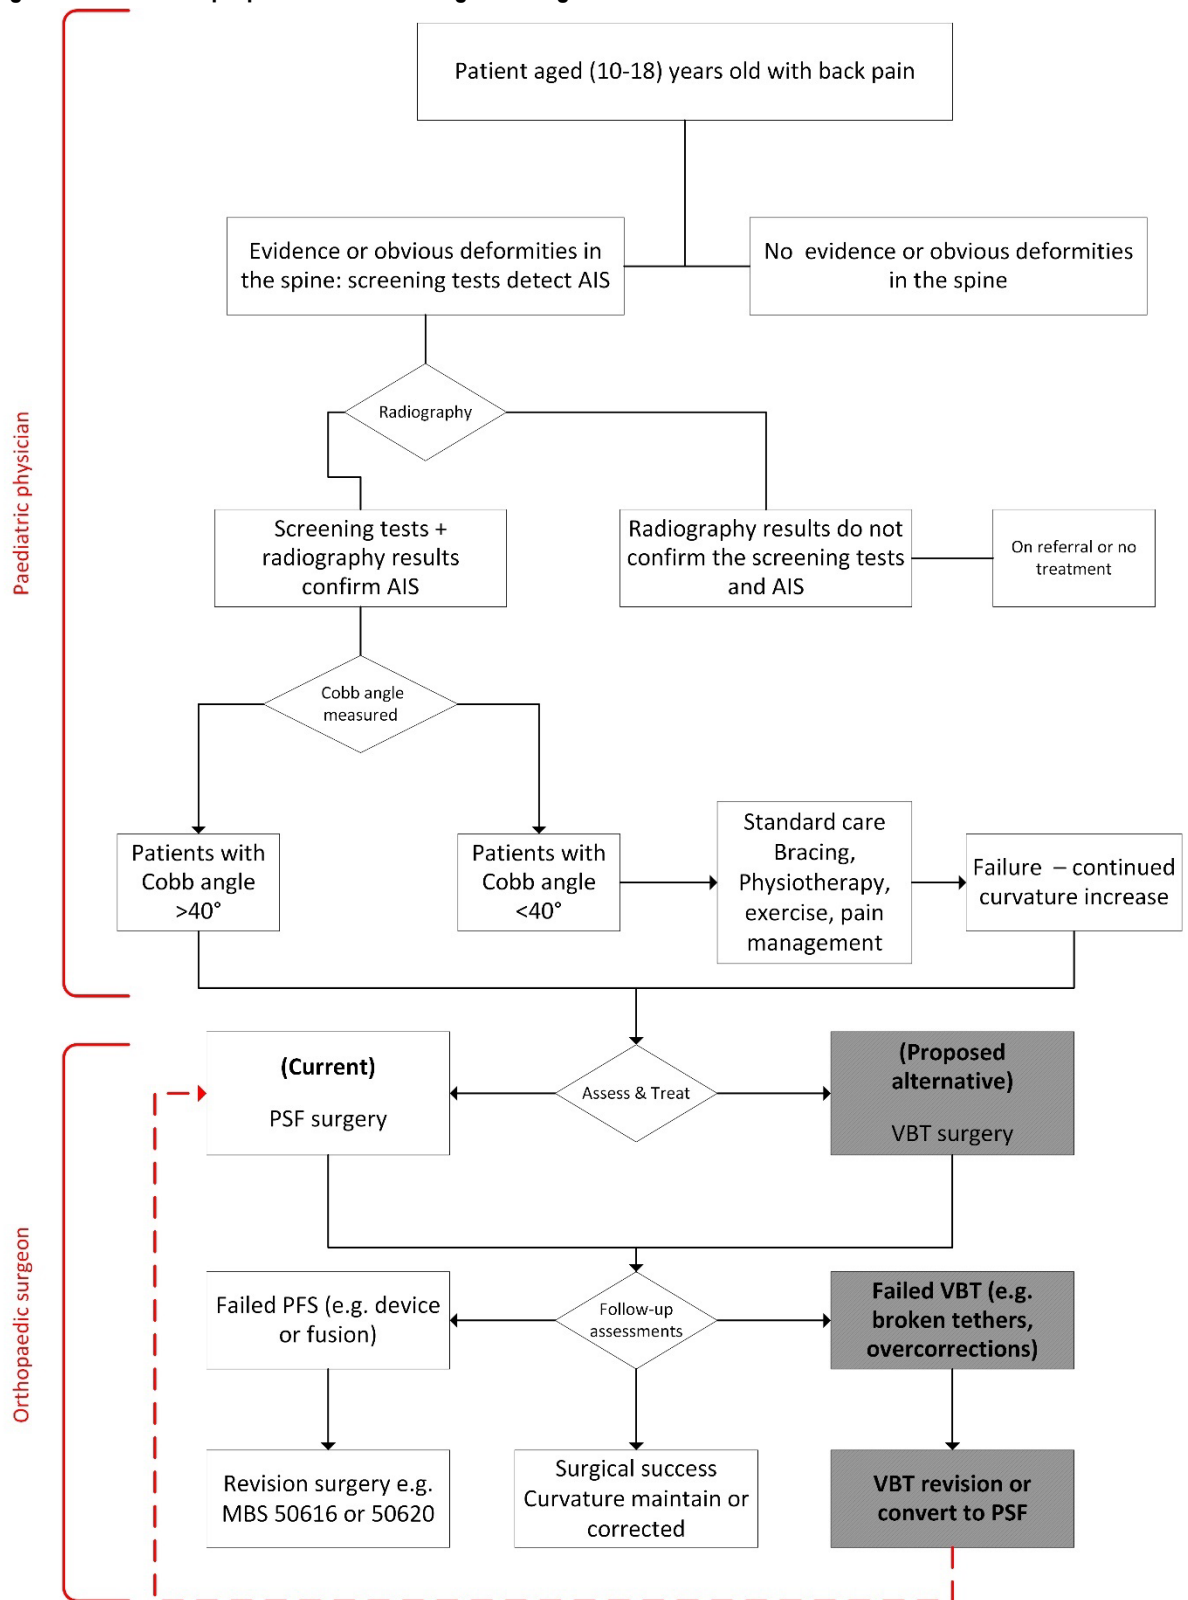 Patient aged (10-18) years old with back pain
Evidence or obvious deformities in
the spine: screening tests detect AIS
No evidence or obvious deformities
in the spine
Radiography
Paediatric physician
Screening tests +
radiography results
confirm AIS
Radiography results do not
confirm the screening tests
and AIS
On referral or no
treatment
Cobb angle
measured
Patients with
Cobb angle
>40°
Patients with
Cobb angle
<40°
Standard care
Bracing,
Physiotherapy,
exercise, pain
management
Failure – continued
curvature increase
(Current)
PSF surgery
Assess & Treat
(Proposed
alternative)
VBT surgery
Orthopaedic surgeon
Failed PFS (e.g. device
or fusion)
Follow-up
assessments
Failed VBT (e.g.
broken tethers,
overcorrections)
Revision surgery e.g.
MBS 50616 or 50620
Surgical success
Curvature maintain or
corrected
VBT revision or
convert to PSF